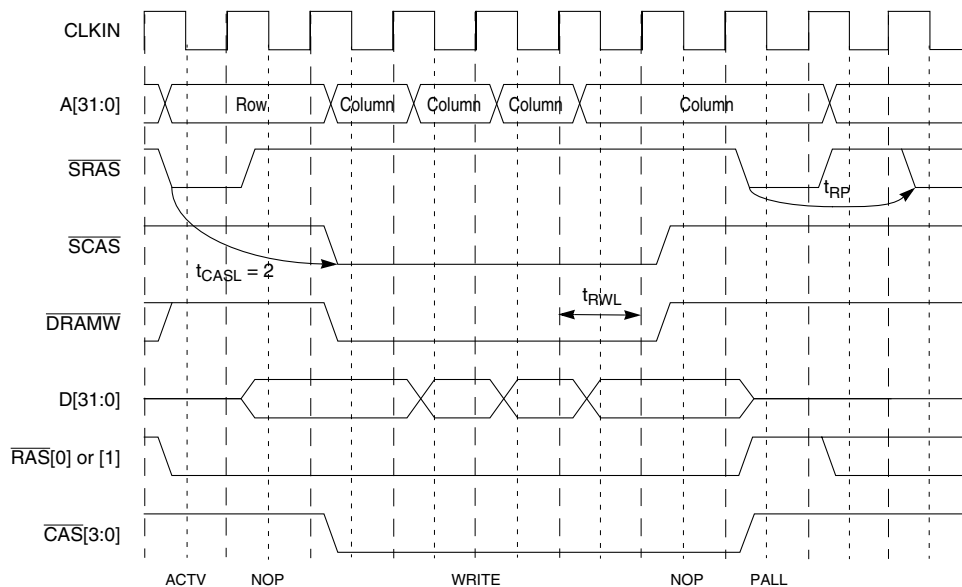 CLKIN
A[31:0] Row Column Column Column Column
SRAS
tRP
SCAS
tCASL = 2
tRWL
DRAMW
D[31:0]
RAS[0] or [1]
CAS[3:0]
ACTV NOP WRITE NOP PALL